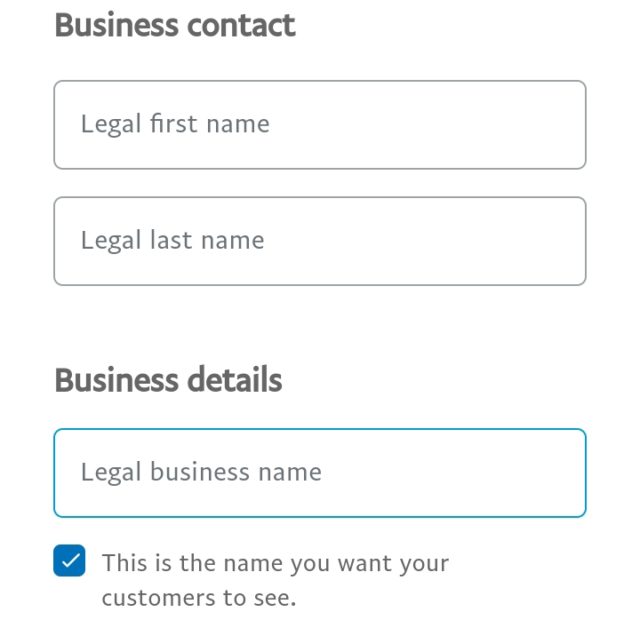 Business contact
Legal first name
Legal last name
Business details
Legal business name
This is the name you want your
customers to see.